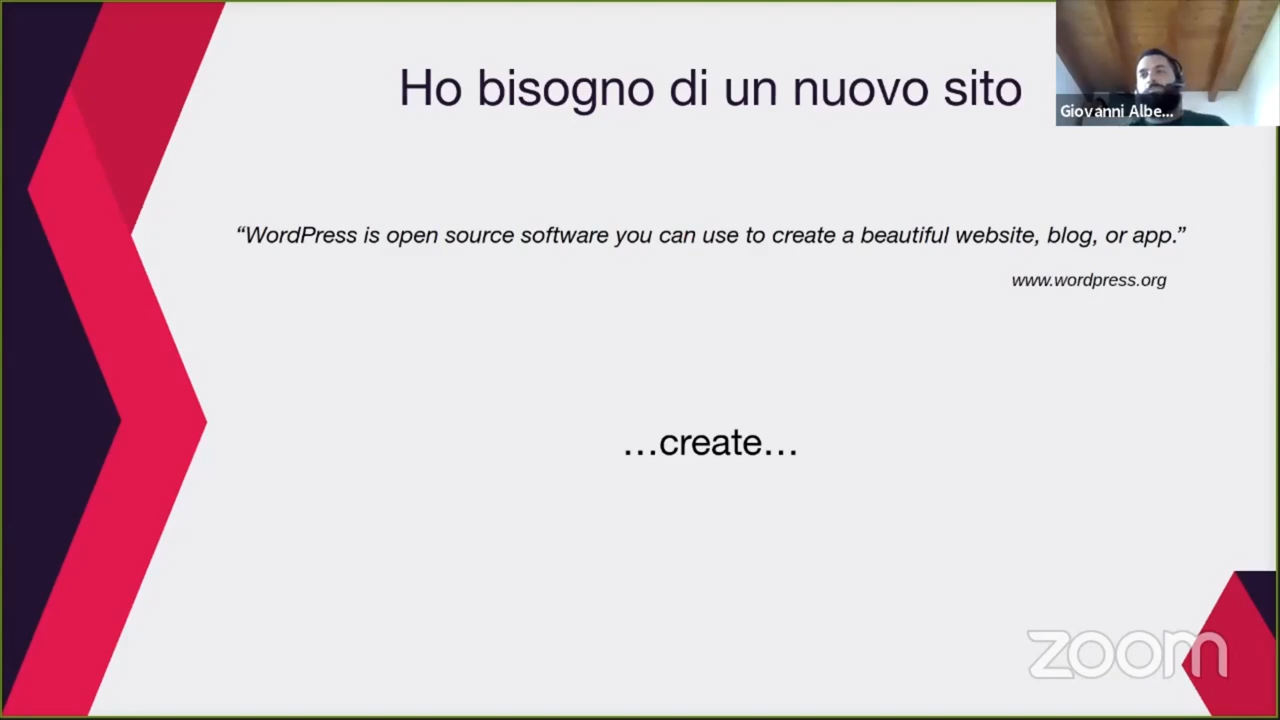 Ho bisogno di un nuovo sito
Giovanni Albe...
“WordPress is open source software you can use to create a beautiful website, blog, or app.”
www.wordpress.org
…create…
zoom